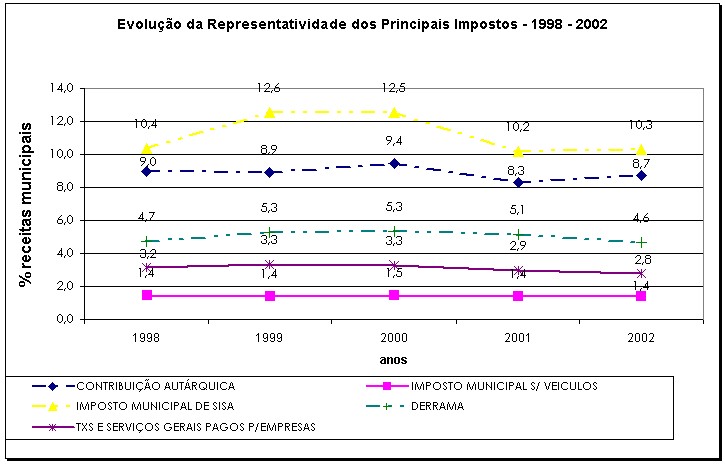 Evolução da Representatividade dos Principais Impostos - 1998 - 2002
% receitas municipais
14,0
12,0
10,0
8,0
6,0
4,0
2,0
0,0
10,4 12,6 12,5 10,2 10,3
9,0 8,9 9,4 8,3 8,7
4,7 5,3 5,3 5,1 4,6
3,2 3,3 3,3 2,9 2,8
1,4 1,4 1,5 1,4 1,4
1998 1999 2000 2001 2002
anos
CONTRIBUIÇÃO AUTÁRQUICA IMPOSTO MUNICIPAL S/ VEICULOS
IMPOSTO MUNICIPAL DE SISA DERRAMA
TXS E SERVIÇOS GERAIS PAGOS P/EMPRESAS